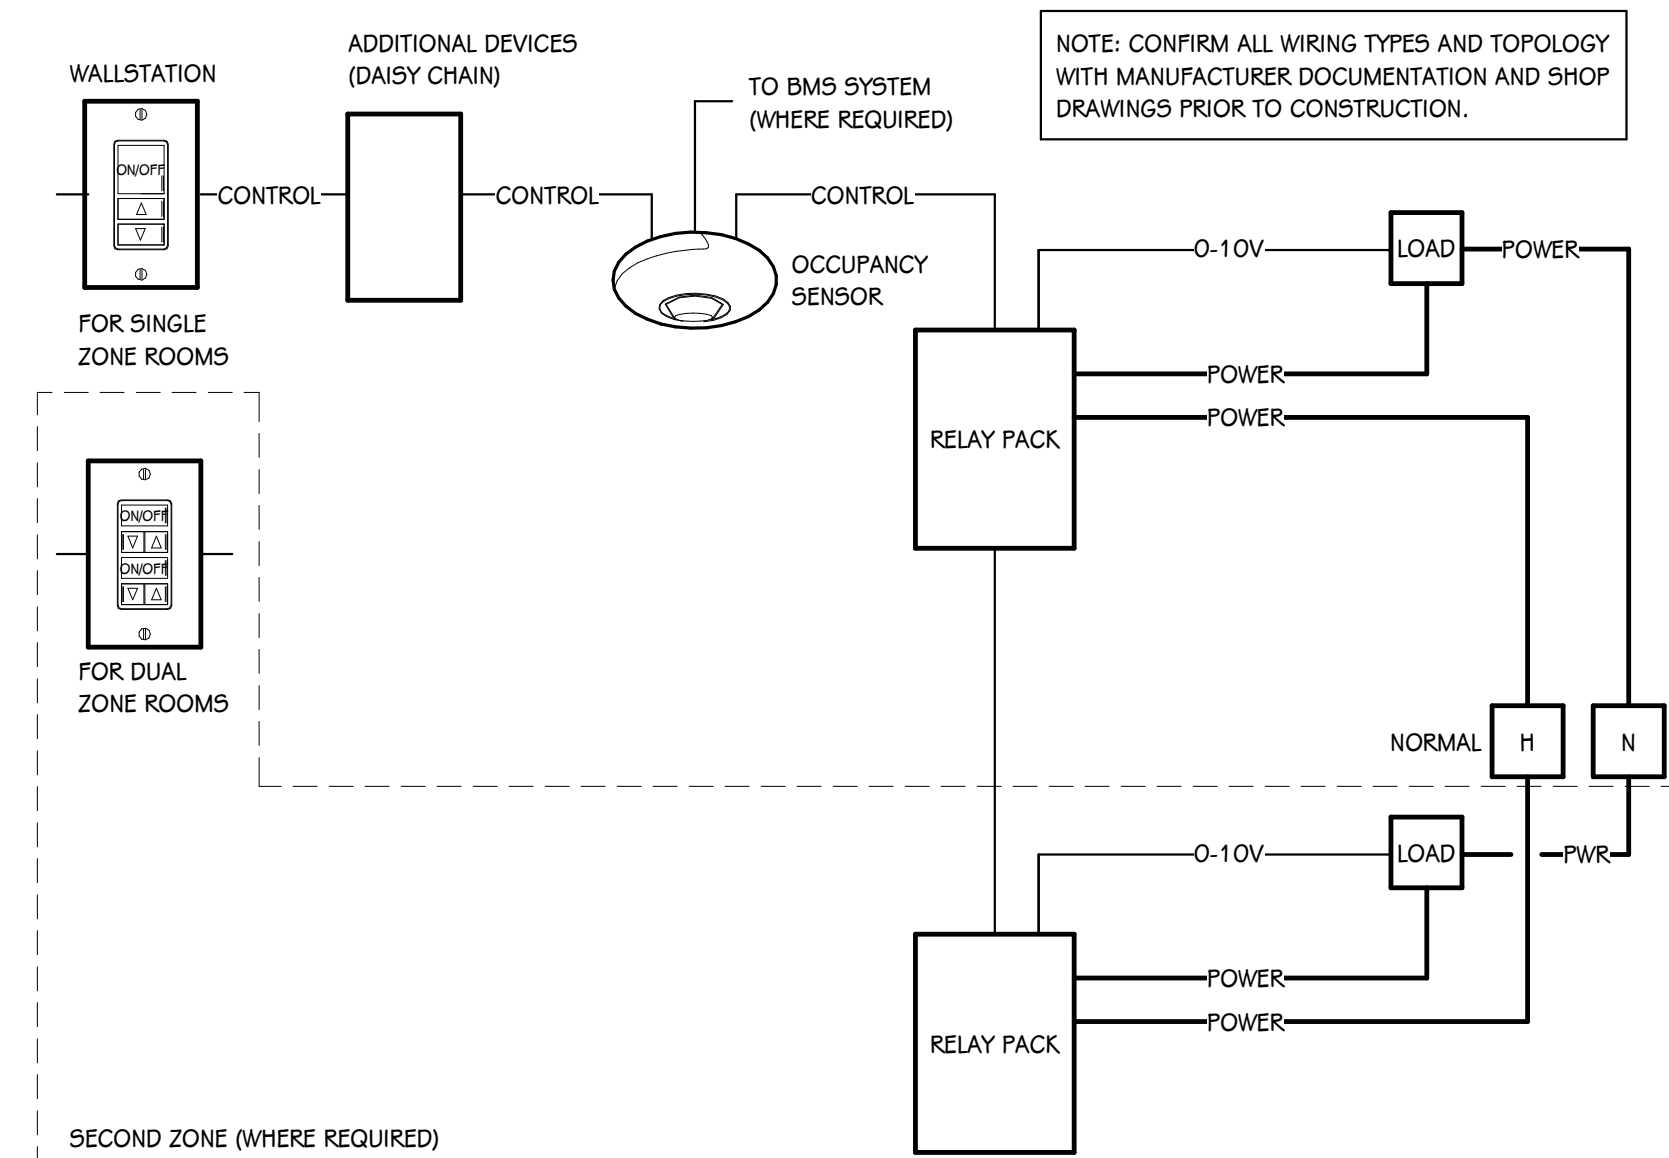 NOTE: CONFIRM ALL WIRING TYPES AND TOPOLOGY
WITH MANUFACTURER DOCUMENTATION AND SHOP
DRAWINGS PRIOR TO CONSTRUCTION.
WALLSTATION
ADDITIONAL DEVICES
(DAISY CHAIN)
TO BMS SYSTEM
(WHERE REQUIRED)
ON/OFF
CONTROL
CONTROL
CONTROL
OCCUPANCY
SENSOR
0-10V
LOAD
POWER
FOR SINGLE
ZONE ROOMS
POWER
POWER
RELAY PACK
ON/OFF
ON/OFF
FOR DUAL
ZONE ROOMS
NORMAL
H
N
0-10V
LOAD
PWR
POWER
POWER
RELAY PACK
SECOND ZONE (WHERE REQUIRED)